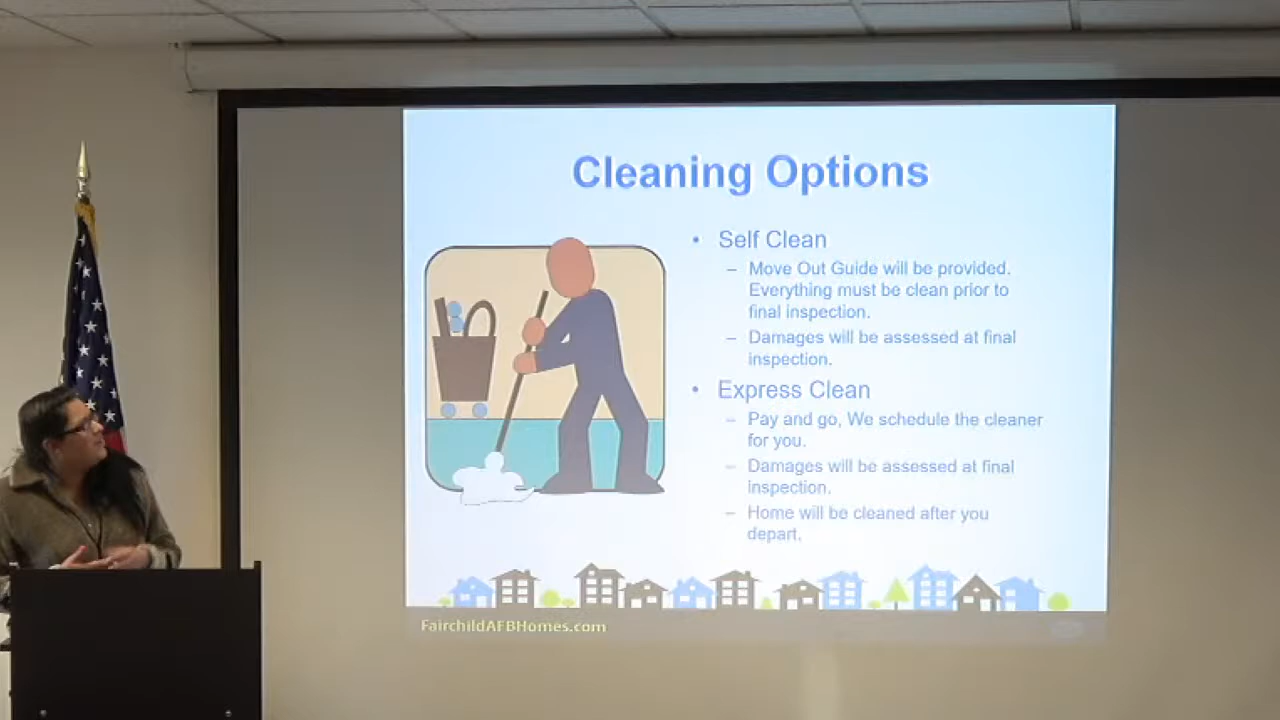 Cleaning Options
• Self Clean
– Move Out Guide will be provided.
Everything must be clean prior to
final inspection.
– Damages will be assessed at final
inspection.
• Express Clean
– Pay and go, We schedule the cleaner
for you.
– Damages will be assessed at final
inspection.
– Home will be cleaned after you
depart.
FairchildAFBHomes.com